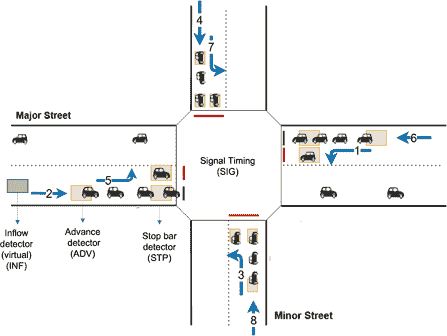 4
7
Major Street
Signal Timing
(SIG)
1
6
5
2
Inflow
detector
(virtual)
(INF)
Advance
detector
(ADV)
Stop bar
detector
(STP)
3
8
Minor Street